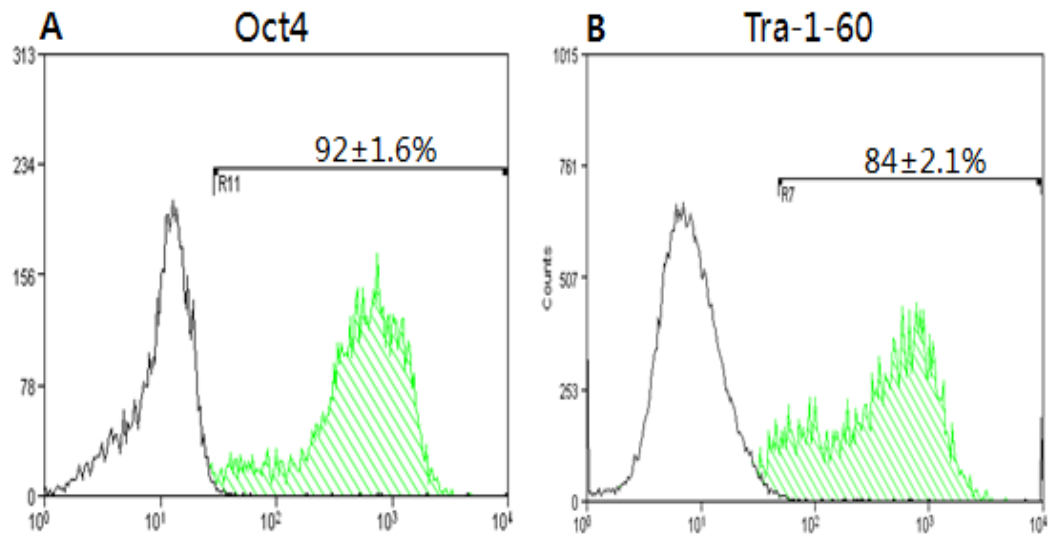 A Oct4
313
234
156
78
0
92±1.6%
R11
10⁰ 10¹ 10² 10³ 10⁴
B Tra-1-60
1015
761
507
253
0
Counts
84±2.1%
R7
10⁰ 10¹ 10² 10³ 10⁴